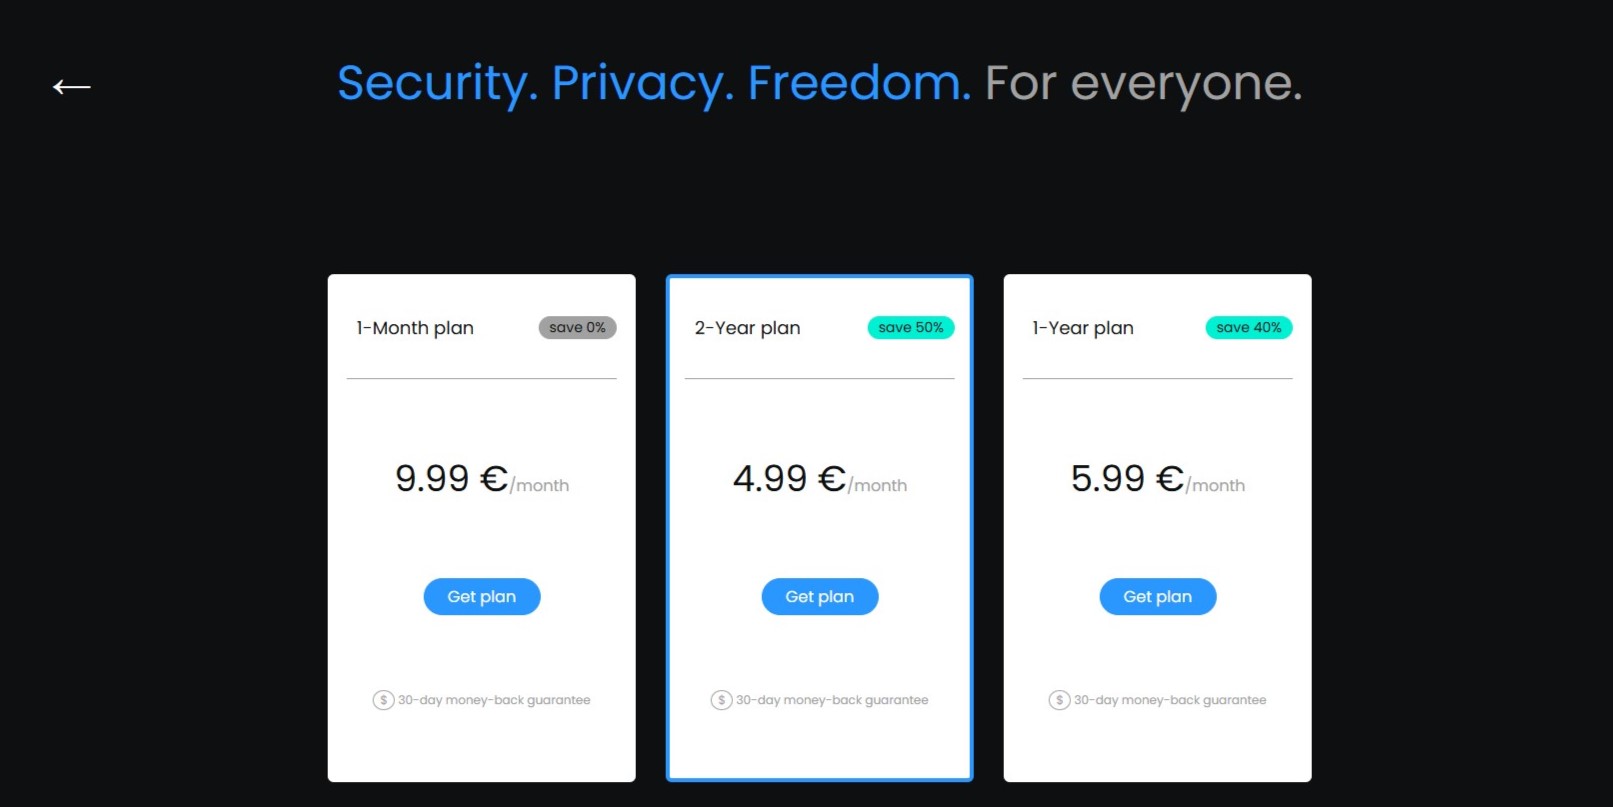 Security. Privacy. Freedom. For everyone.
1-Month plan
save 0%
9.99 €/month
Get plan
$ 30-day money-back guarantee
2-Year plan
save 50%
4.99 €/month
Get plan
$ 30-day money-back guarantee
1-Year plan
save 40%
5.99 €/month
Get plan
$ 30-day money-back guarantee